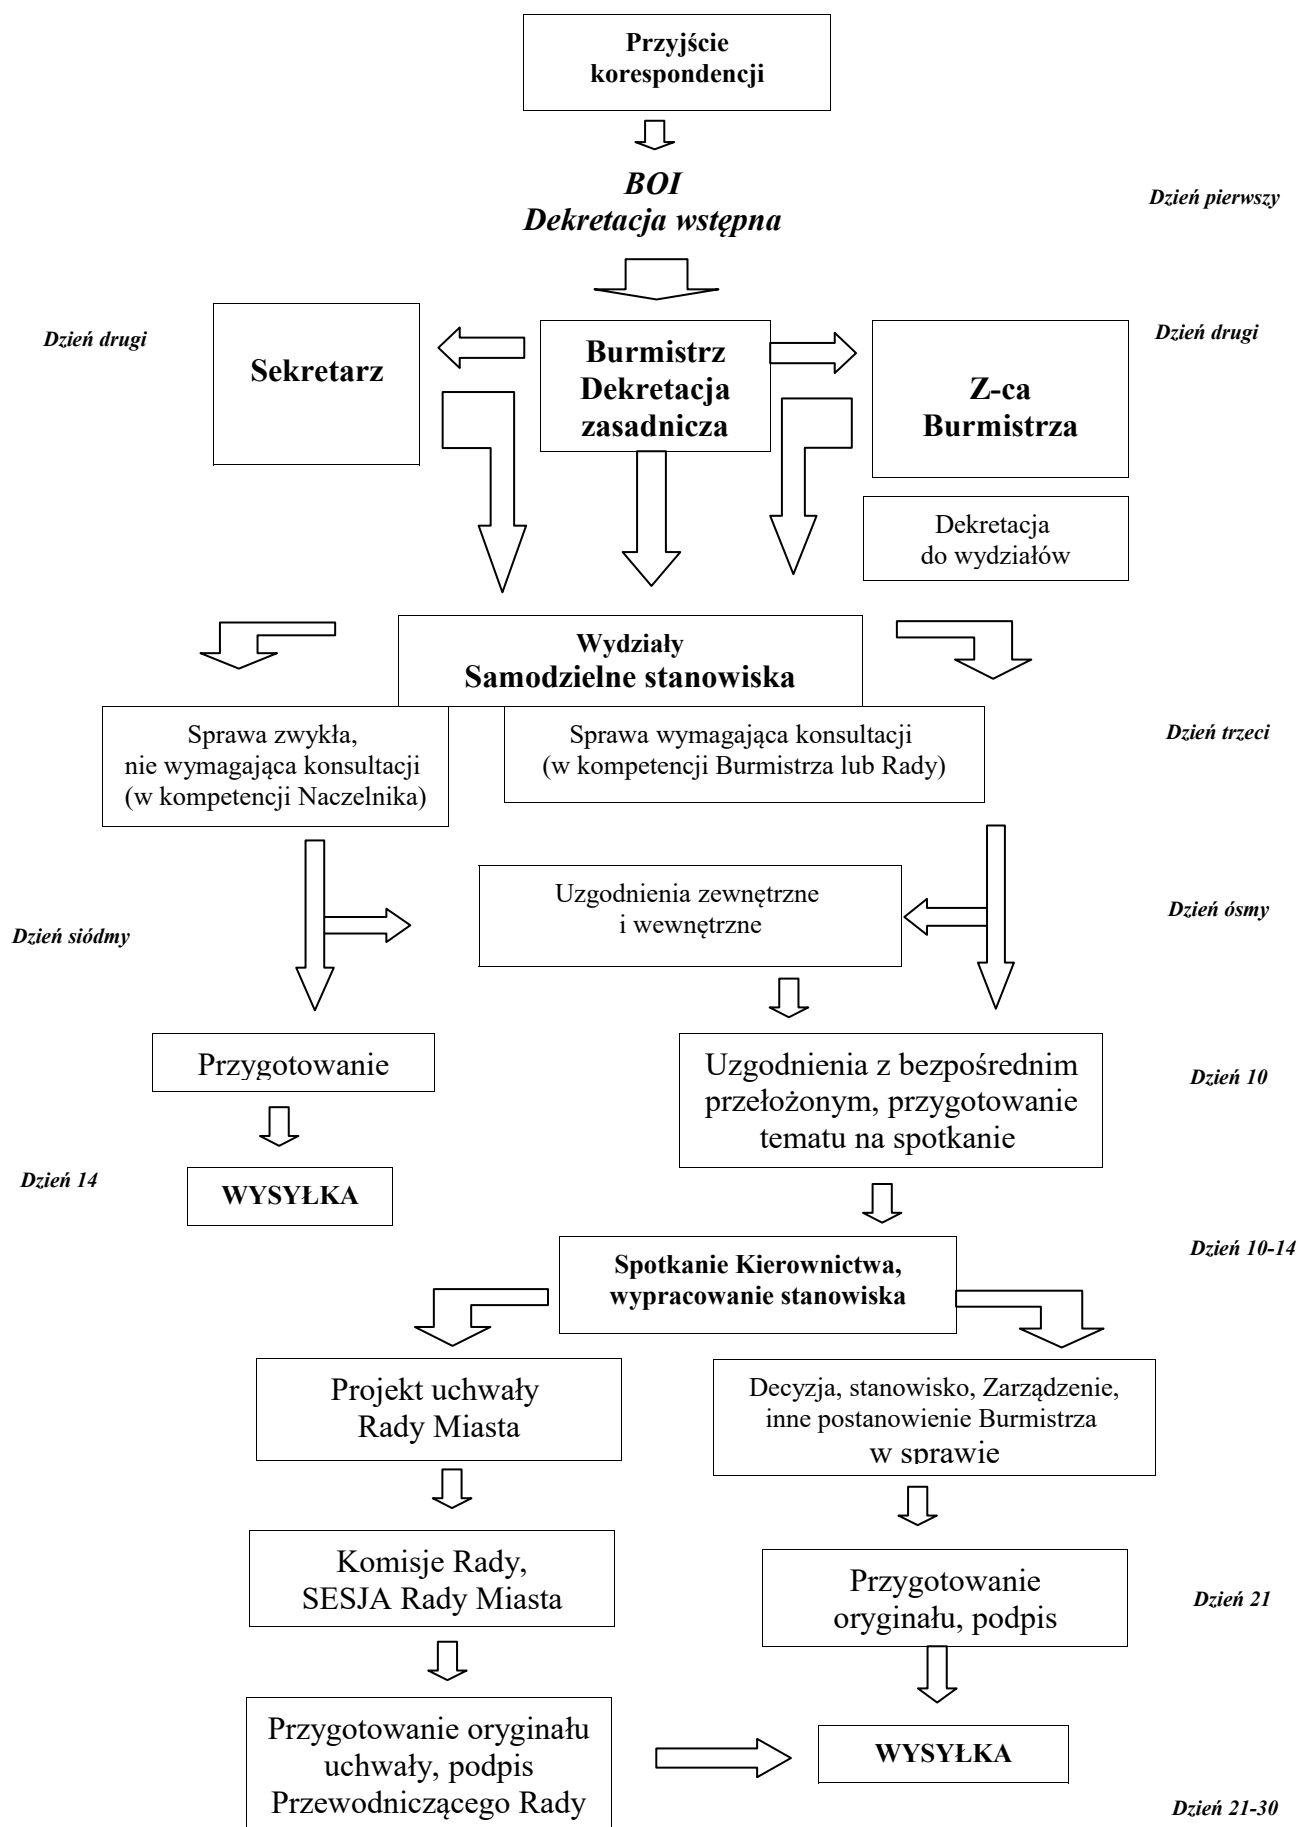 Przyjście
korespondencji
BOI
Dekretacja wstępna
Dzień pierwszy
Dzień drugi
Sekretarz
Burmistrz
Dekretacja
zasadnicza
Dzień drugi
Z-ca
Burmistrza
Dekretacja
do wydziałów
Wydziały
Samodzielne stanowiska
Sprawa zwykła,
nie wymagająca konsultacji
(w kompetencji Naczelnika)
Sprawa wymagająca konsultacji
(w kompetencji Burmistrza lub Rady)
Dzień trzeci
Uzgodnienia zewnętrzne
i wewnętrzne
Dzień ósmy
Dzień siódmy
Przygotowanie
Uzgodnienia z bezpośrednim
przełożonym, przygotowanie
tematu na spotkanie
Dzień 10
Dzień 14
WYSYŁKA
Spotkanie Kierownictwa,
wypracowanie stanowiska
Dzień 10-14
Projekt uchwały
Rady Miasta
Decyzja, stanowisko, Zarządzenie,
inne postanowienie Burmistrza
w sprawie
Komisje Rady,
SESJA Rady Miasta
Przygotowanie
oryginału, podpis
Dzień 21
Przygotowanie oryginału
uchwały, podpis
Przewodniczącego Rady
WYSYŁKA
Dzień 21-30